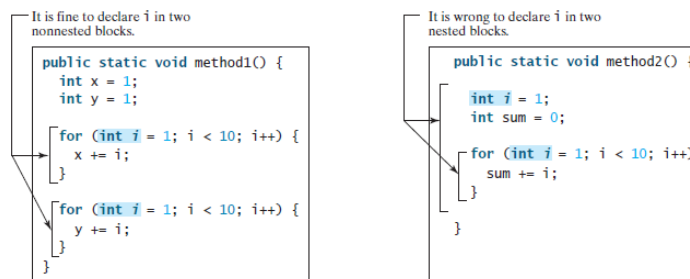 It is fine to declare i in two
nonnested blocks.
public static void method1() {
int x = 1;
int y = 1;
for (int i = 1; i < 10; i++) {
x += i;
}
for (int i = 1; i < 10; i++) {
y += i;
}
}
It is wrong to declare i in two
nested blocks.
public static void method2() {
int i = 1;
int sum = 0;
for (int i = 1; i < 10; i++)
sum += i;
}
}